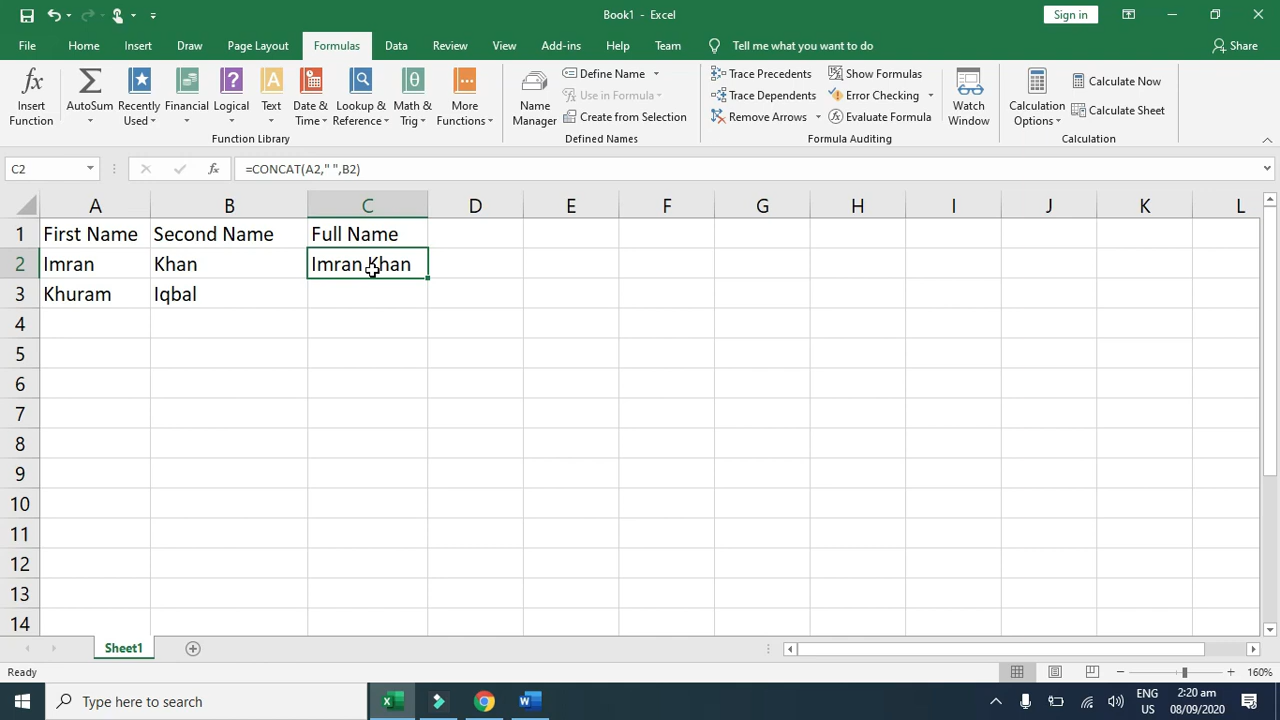 Book1 - Excel
Sign in
File Home Insert Draw Page Layout Formulas Data Review View Add-ins Help Team Tell me what you want to do Share
Insert Function
AutoSum
Recently Used
Financial
Logical
Text
Date & Time
Lookup & Reference
Math & Trig
More Functions
Function Library
Name Manager
Define Name
Use in Formula
Create from Selection
Defined Names
Trace Precedents
Trace Dependents
Remove Arrows
Show Formulas
Error Checking
Evaluate Formula
Formula Auditing
Watch Window
Calculation Options
Calculate Now
Calculate Sheet
Calculation
C2 fx =CONCAT(A2," ",B2)
A B C D E F G H I J K L
1 First Name Second Name Full Name
2 Imran Khan Imran Khan
3 Khuram Iqbal
4
5
6
7
8
9
10
11
12
13
14
Sheet1
Ready 160%
Type here to search
ENG
US
2:20 am
08/09/2020